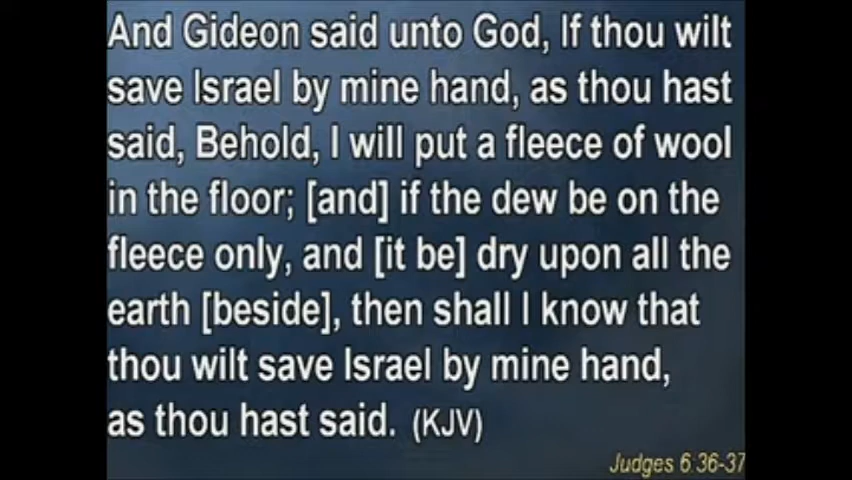 And Gideon said unto God, If thou wilt
save Israel by mine hand, as thou hast
said, Behold, I will put a fleece of wool
in the floor; [and] if the dew be on the
fleece only, and [it be] dry upon all the
earth [beside], then shall I know that
thou wilt save Israel by mine hand,
as thou hast said. (KJV)
Judges 6:36-37